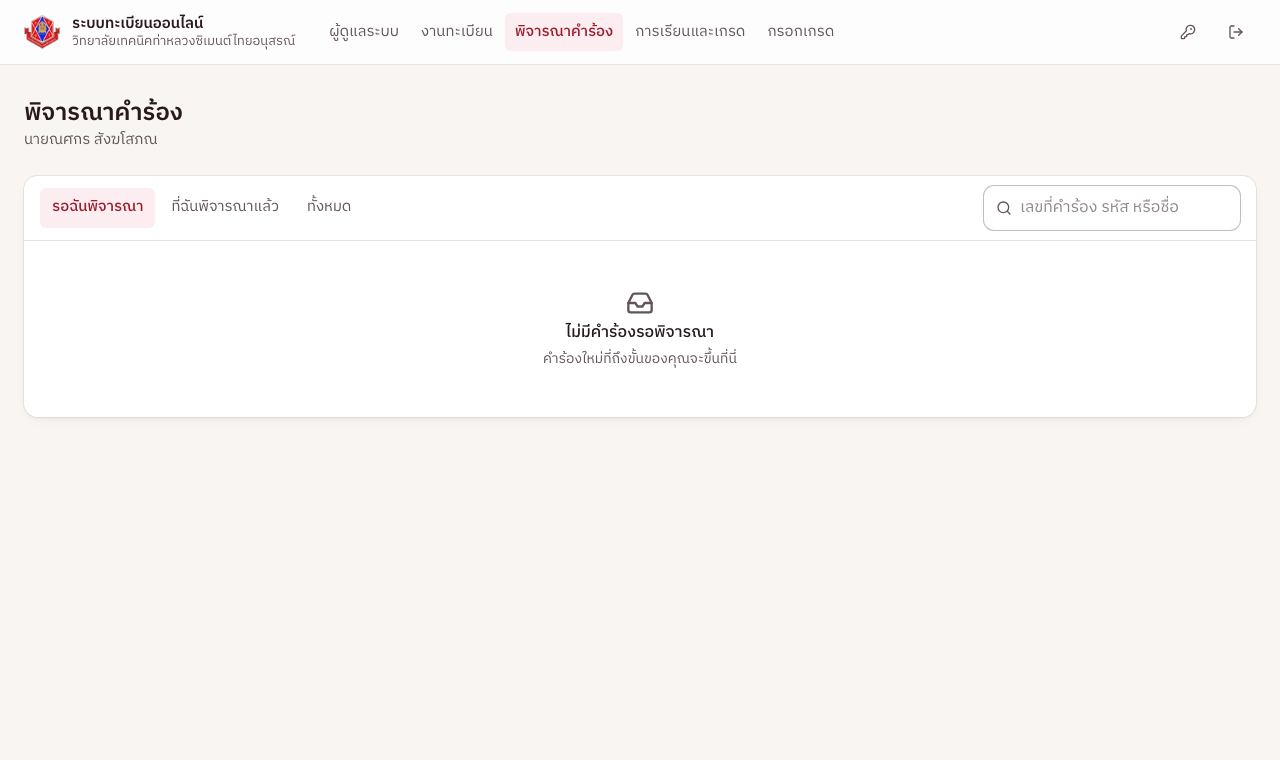 ระบบทะเบียนออนไลน์
วิทยาลัยเทคนิคท่าหลวงซิเมนต์ไทยอนุสรณ์
ผู้ดูแลระบบ
งานทะเบียน
พิจารณาคำร้อง
การเรียนและเกรด
กรอกเกรด
พิจารณาคำร้อง
นายณศกร สังฆโสภณ
รอฉันพิจารณา
ที่ฉันพิจารณาแล้ว
ทั้งหมด
เลขที่คำร้อง รหัส หรือชื่อ
ไม่มีคำร้องรอพิจารณา
คำร้องใหม่ที่ถึงขั้นของคุณจะขึ้นที่นี่